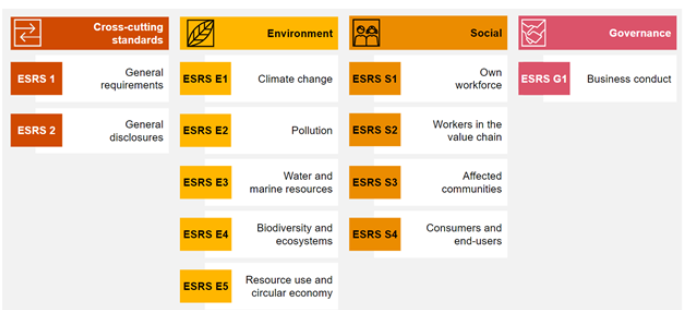 Cross-cutting
standards
ESRS 1
General
requirements
ESRS 2
General
disclosures
Environment
ESRS E1
Climate change
ESRS E2
Pollution
ESRS E3
Water and
marine resources
ESRS E4
Biodiversity and
ecosystems
ESRS E5
Resource use and
circular economy
Social
ESRS S1
Own
workforce
ESRS S2
Workers in the
value chain
ESRS S3
Affected
communities
ESRS S4
Consumers and
end-users
Governance
ESRS G1
Business conduct